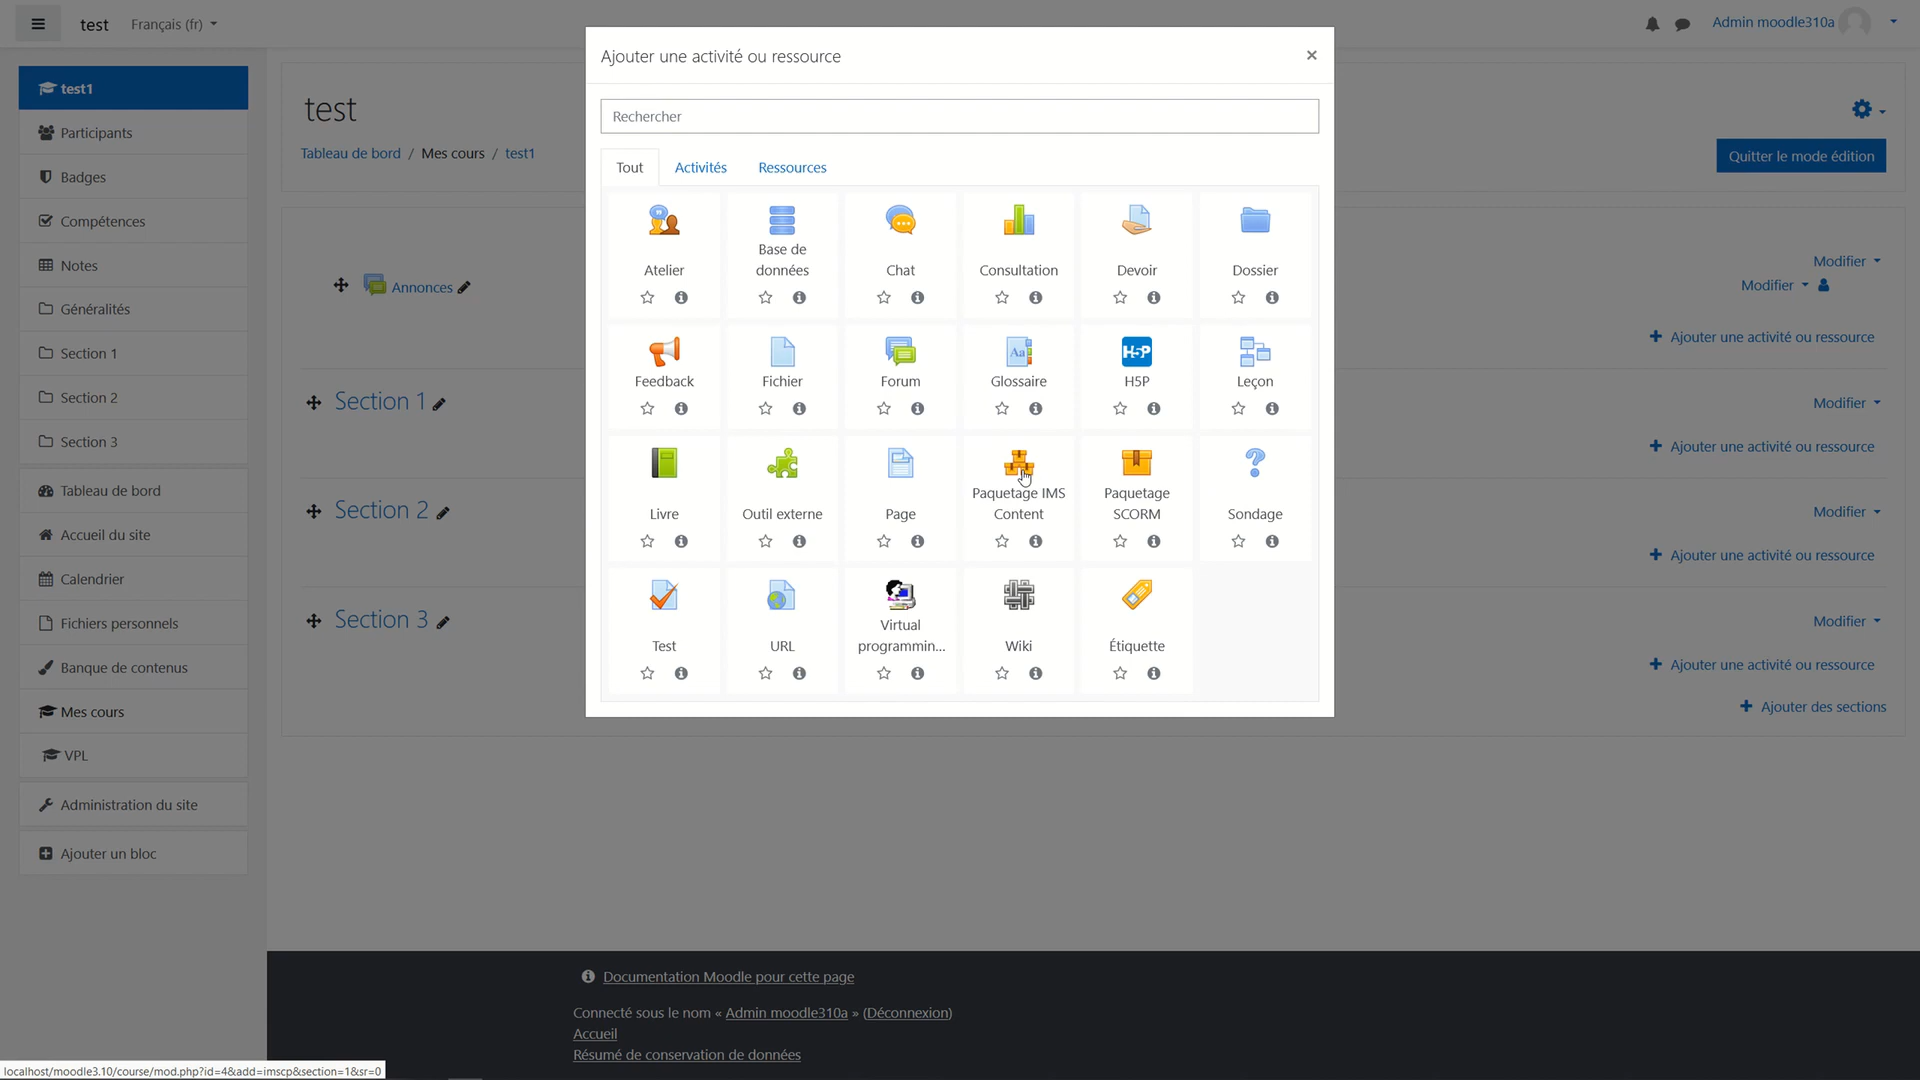 test Français (fr) Admin moodle310a
test1
Participants
Badges
Compétences
Notes
Généralités
Section 1
Section 2
Section 3
Tableau de bord
Accueil du site
Calendrier
Fichiers personnels
Banque de contenus
Mes cours
VPL
Administration du site
Ajouter un bloc
test
Tableau de bord / Mes cours / test1
Quitter le mode édition
Annonces
Modifier
Modifier
Ajouter une activité ou ressource
Section 1
Modifier
Ajouter une activité ou ressource
Section 2
Modifier
Ajouter une activité ou ressource
Section 3
Modifier
Ajouter une activité ou ressource
Ajouter des sections
Ajouter une activité ou ressource ×
Rechercher
Tout Activités Ressources
Atelier
Base de
données
Chat
Consultation
Devoir
Dossier
Feedback
Fichier
Forum
Aa
Glossaire
H5P
H5P
Leçon
Livre
Outil externe
Page
Paquetage IMS
Content
Paquetage
SCORM
Sondage
Test
URL
Virtual
programmin...
Wiki
Étiquette
Documentation Moodle pour cette page
Connecté sous le nom « Admin moodle310a » (Déconnexion)
Accueil
Résumé de conservation de données
localhost/moodle3.10/course/mod.php?id=4&add=imscp&section=1&sr=0